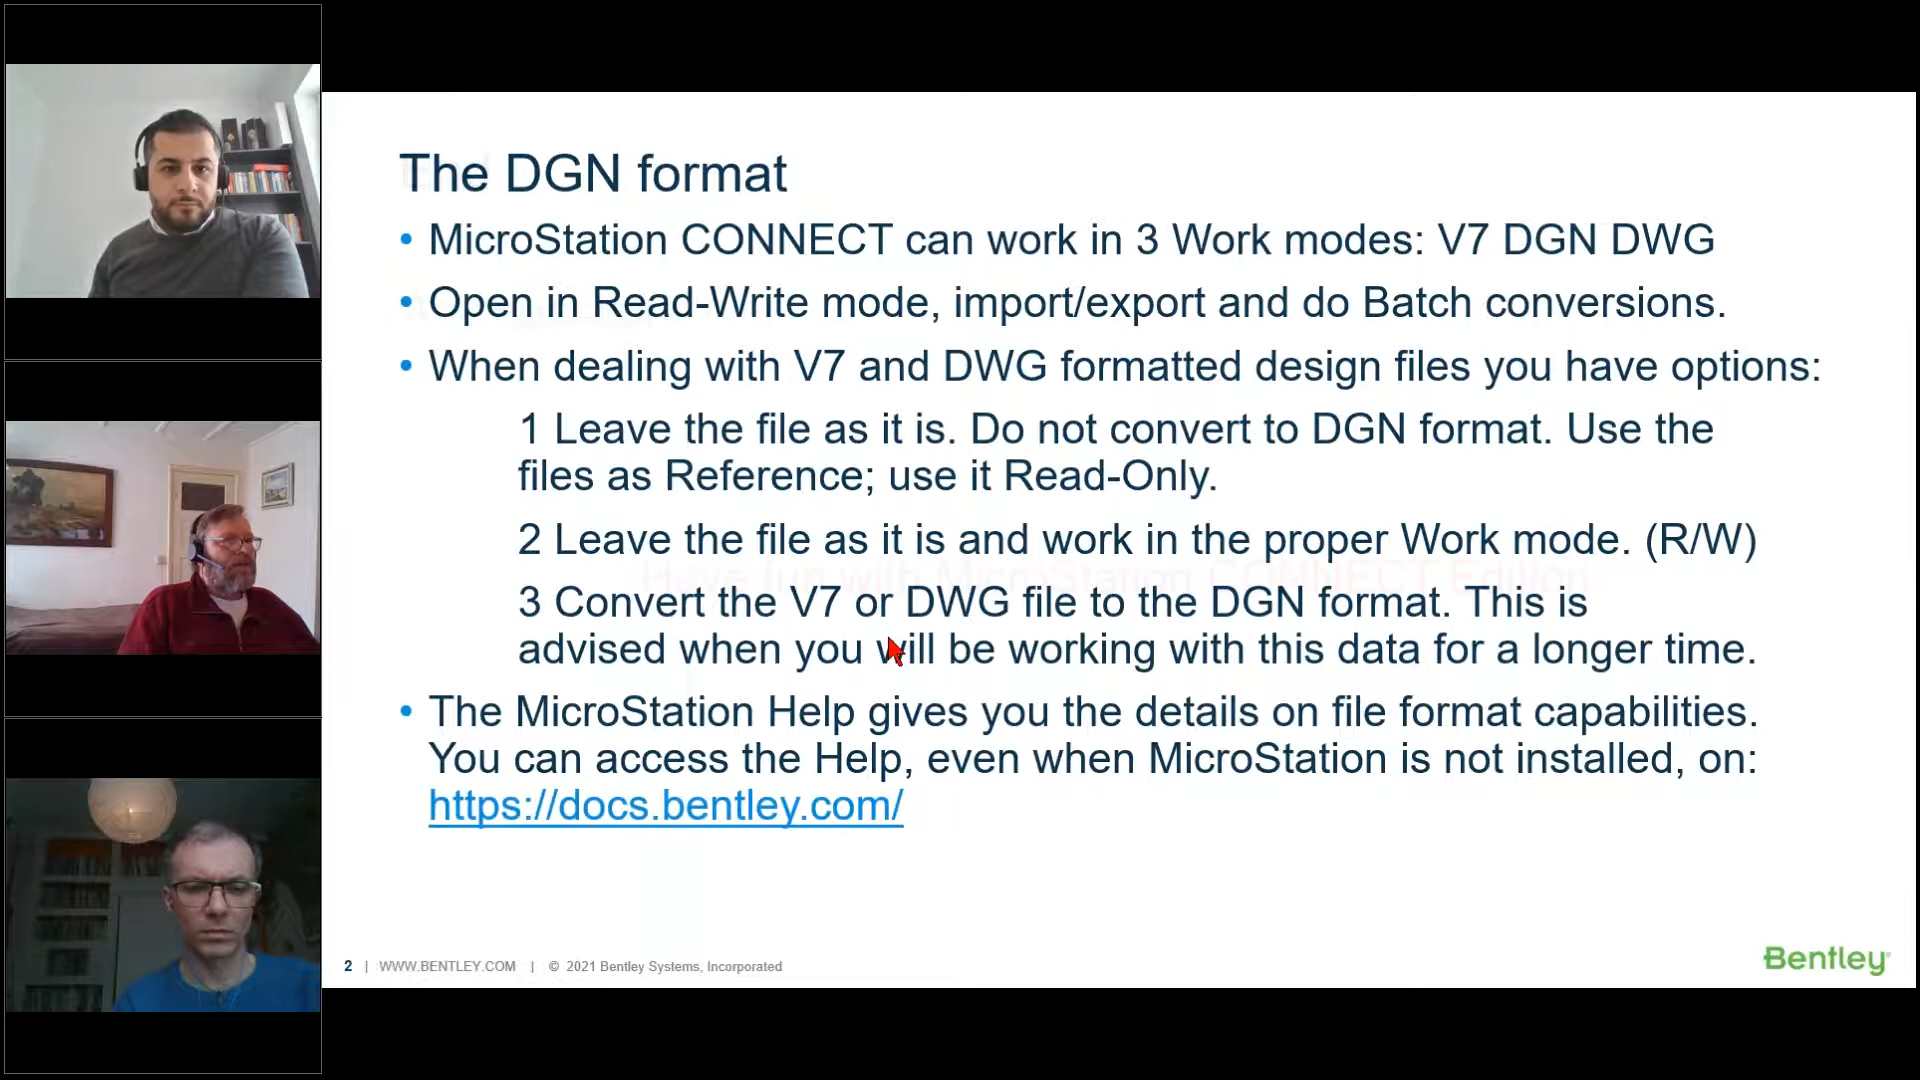 The DGN format
• MicroStation CONNECT can work in 3 Work modes: V7 DGN DWG
• Open in Read-Write mode, import/export and do Batch conversions.
• When dealing with V7 and DWG formatted design files you have options:
1 Leave the file as it is. Do not convert to DGN format. Use the
files as Reference; use it Read-Only.
2 Leave the file as it is and work in the proper Work mode. (R/W)
Have fun with MicroStation CONNECT Edition
3 Convert the V7 or DWG file to the DGN format. This is
advised when you will be working with this data for a longer time.
• The MicroStation Help gives you the details on file format capabilities.
You can access the Help, even when MicroStation is not installed, on:
https://docs.bentley.com/
2 | WWW.BENTLEY.COM | © 2021 Bentley Systems, Incorporated
Bentley